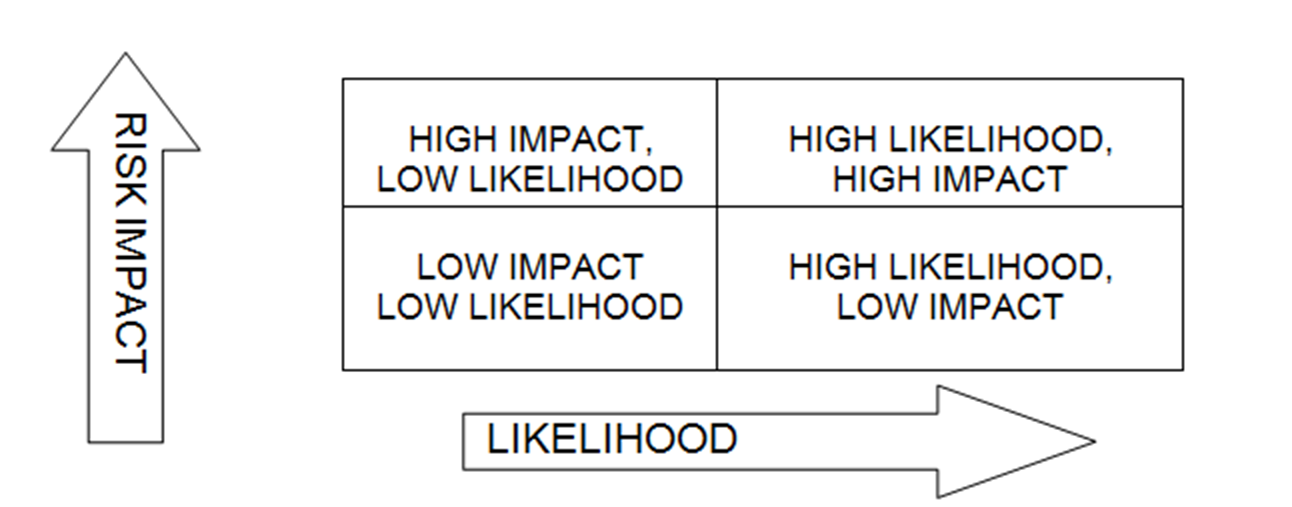 RISK IMPACT
HIGH IMPACT,
LOW LIKELIHOOD
HIGH LIKELIHOOD,
HIGH IMPACT
LOW IMPACT
LOW LIKELIHOOD
HIGH LIKELIHOOD,
LOW IMPACT
LIKELIHOOD